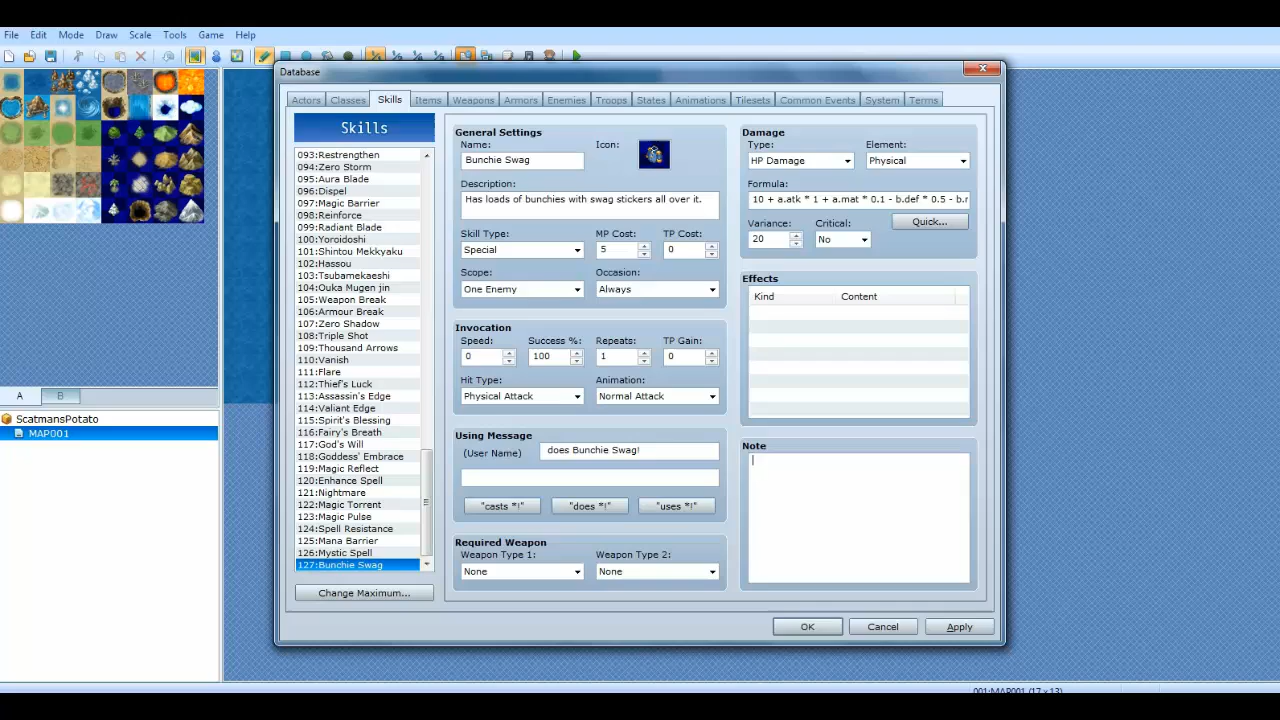 File Edit Mode Draw Scale Tools Game Help
Database
Actors Classes Skills Items Weapons Armors Enemies Troops States Animations Tilesets Common Events System Terms
Skills
093:Restrengthen
094:Zero Storm
095:Aura Blade
096:Dispel
097:Magic Barrier
098:Reinforce
099:Radiant Blade
100:Yoroidoshi
101:Shintou Mekkyaku
102:Hassou
103:Tsubamekaeshi
104:Ouka Mugen jin
105:Weapon Break
106:Armour Break
107:Zero Shadow
108:Triple Shot
109:Thousand Arrows
110:Vanish
111:Flare
112:Thief's Luck
113:Assassin's Edge
114:Valiant Edge
115:Spirit's Blessing
116:Fairy's Breath
117:God's Will
118:Goddess' Embrace
119:Magic Reflect
120:Enhance Spell
121:Nightmare
122:Magic Torrent
123:Magic Pulse
124:Spell Resistance
125:Mana Barrier
126:Mystic Spell
127:Bunchie Swag
Change Maximum...
General Settings
Name: Icon:
Bunchie Swag
Description:
Has loads of bunchies with swag stickers all over it.
Skill Type: MP Cost: TP Cost:
Special 5 0
Scope: Occasion:
One Enemy Always
Invocation
Speed: Success %: Repeats: TP Gain:
0 100 1 0
Hit Type: Animation:
Physical Attack Normal Attack
Using Message
(User Name) does Bunchie Swag!
"casts *!" "does *!" "uses *!"
Required Weapon
Weapon Type 1: Weapon Type 2:
None None
Damage
Type: Element:
HP Damage Physical
Formula:
10 + a.atk * 1 + a.mat * 0.1 - b.def * 0.5 - b.r
Variance: Critical: Quick...
20 No
Effects
Kind Content
Note
OK Cancel Apply
A B
ScatmansPotato
MAP001
001:MAP001 (17 x 13)